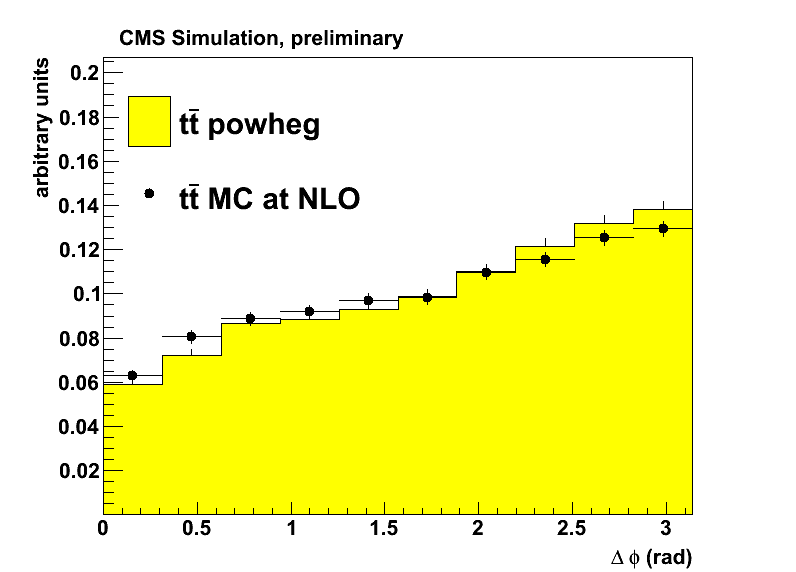 CMS Simulation, preliminary
arbitrary units
0.2
0.18
0.16
0.14
0.12
0.1
0.08
0.06
0.04
0.02
tt̄ powheg
tt̄ MC at NLO
0 0.5 1 1.5 2 2.5 3
Δ ϕ (rad)